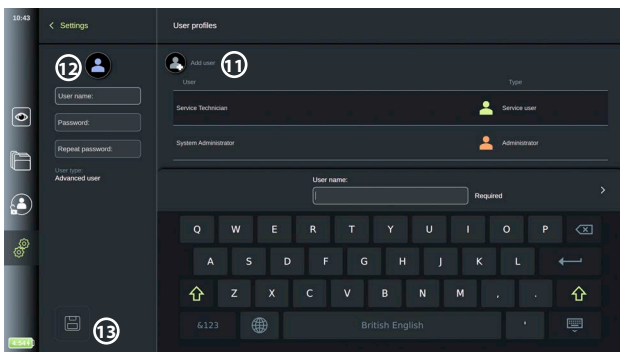 10:43
Settings
User profiles
12
Add user
11
User
Type
User name:
Service Technician
Service user
Password:
System Administrator
Administrator
Repeat password:
User type:
Advanced user
User name:
Required
Q W E R T Y U I O P
A S D F G H J K L
Z X C V B N M , .
&123
British English
'
13